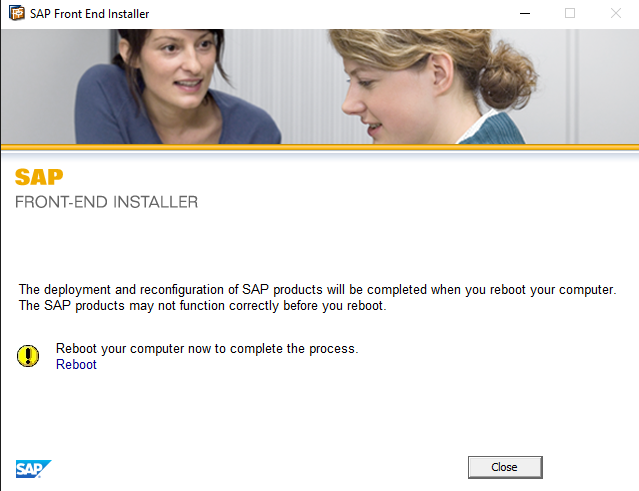 SAP Front End Installer
SAP
FRONT-END INSTALLER
The deployment and reconfiguration of SAP products will be completed when you reboot your computer.
The SAP products may not function correctly before you reboot.
Reboot your computer now to complete the process.
Reboot
SAP
Close